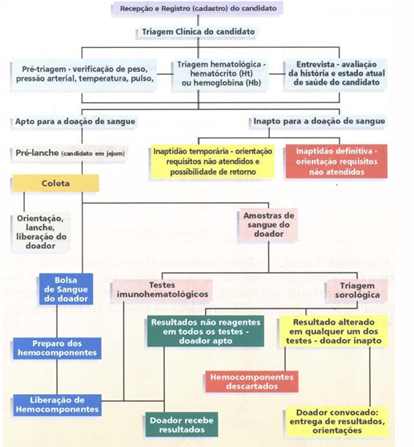 Recepção e Registro (cadastro) do candidato
Triagem Clínica do candidato
Pré-triagem - verificação de peso,
pressão arterial, temperatura, pulso,
Triagem hematológica -
hematócrito (Ht)
ou hemoglobina (Hb)
Entrevista - avaliação
da história e estado atual
de saúde do candidato
Apto para a doação de sangue
Inapto para a doação de sangue
Pré-lanche (candidato em jejum)
Inaptidão temporária - orientação
requisitos não atendidos e
possibilidade de retorno
Inaptidão definitiva -
orientação requisitos
não atendidos
Coleta
Orientação,
lanche,
liberação do
doador
Amostras de
sangue do
doador
Bolsa
de Sangue
do doador
Testes
imunohematológicos
Triagem
sorológica
Resultados não reagentes
em todos os testes -
doador apto
Resultado alterado
em qualquer um dos
testes - doador inapto
Preparo dos
hemocomponentes
Hemocomponentes
descartados
Liberação de
Hemocomponentes
Doador recebe
resultados
Doador convocado:
entrega de resultados,
orientações